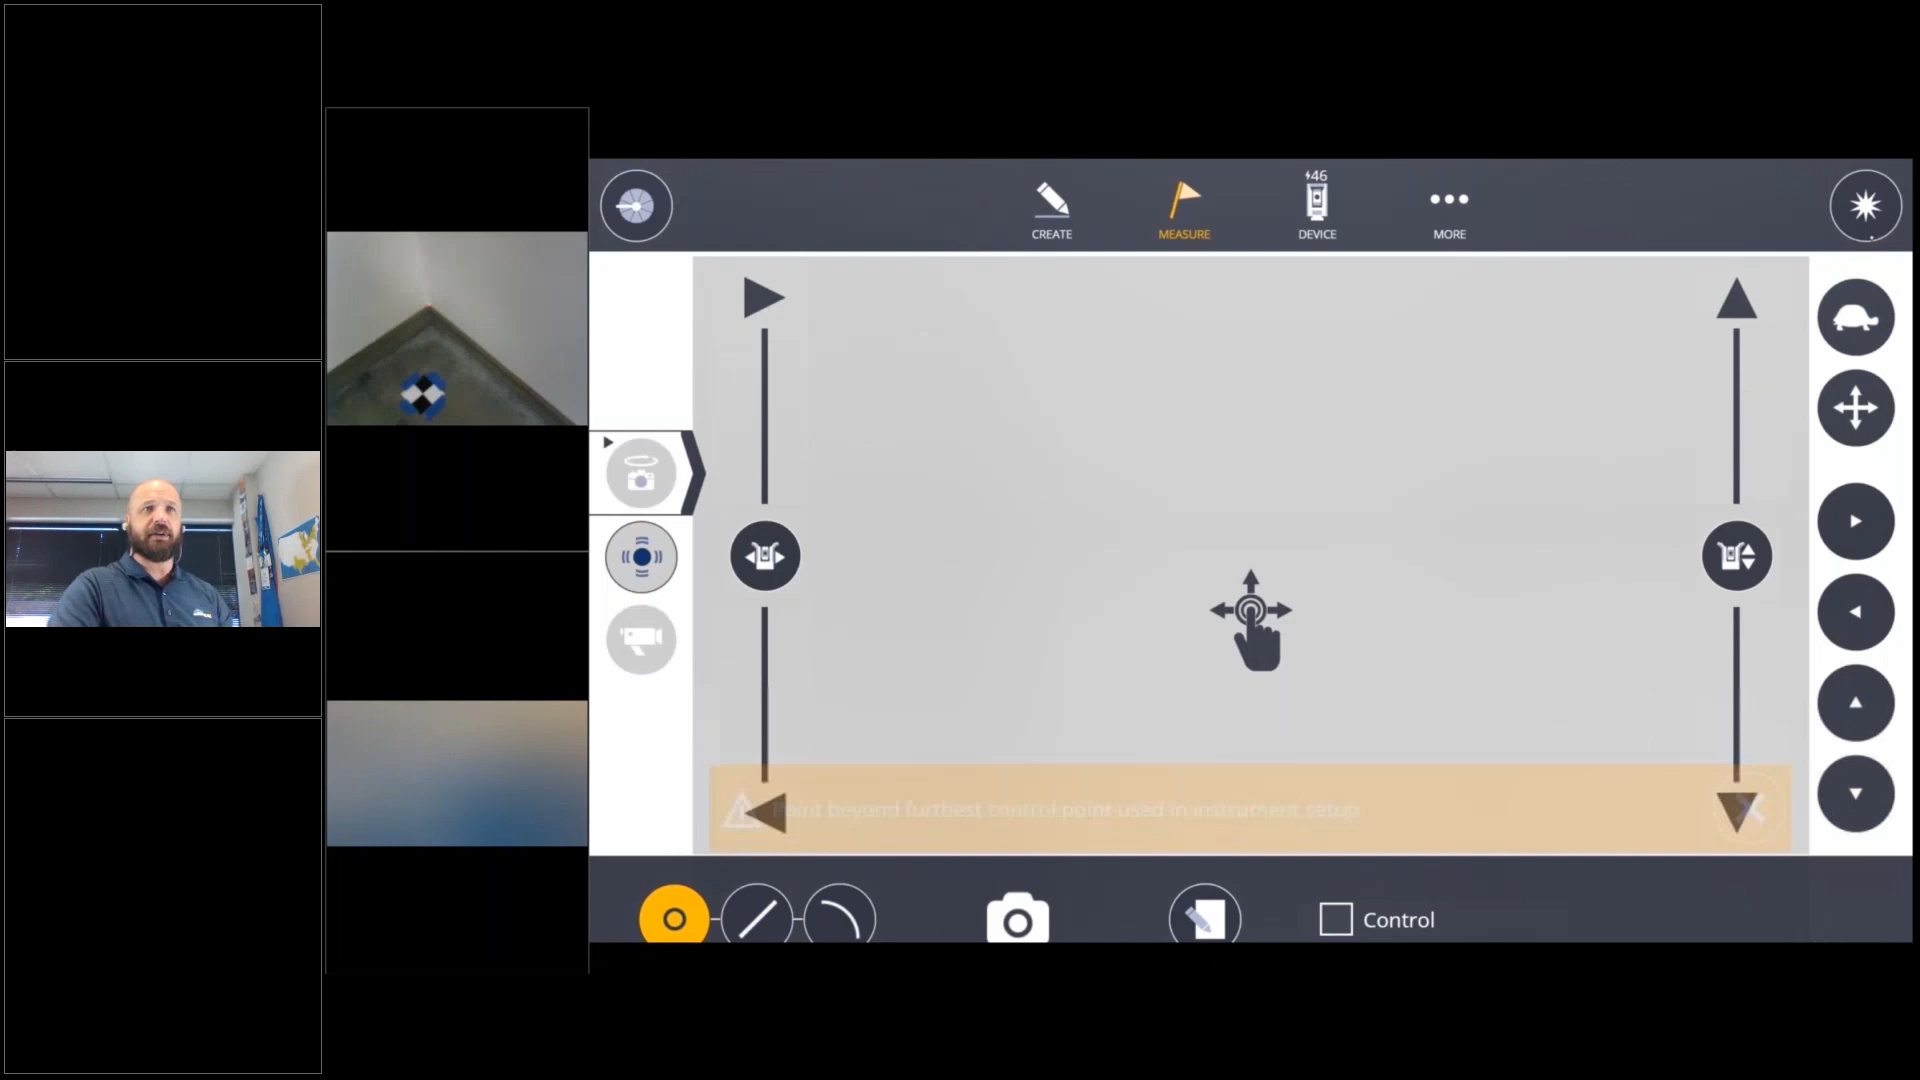 46
CREATE
MEASURE
DEVICE
MORE
Point beyond furthest control point used in instrument setup
Control